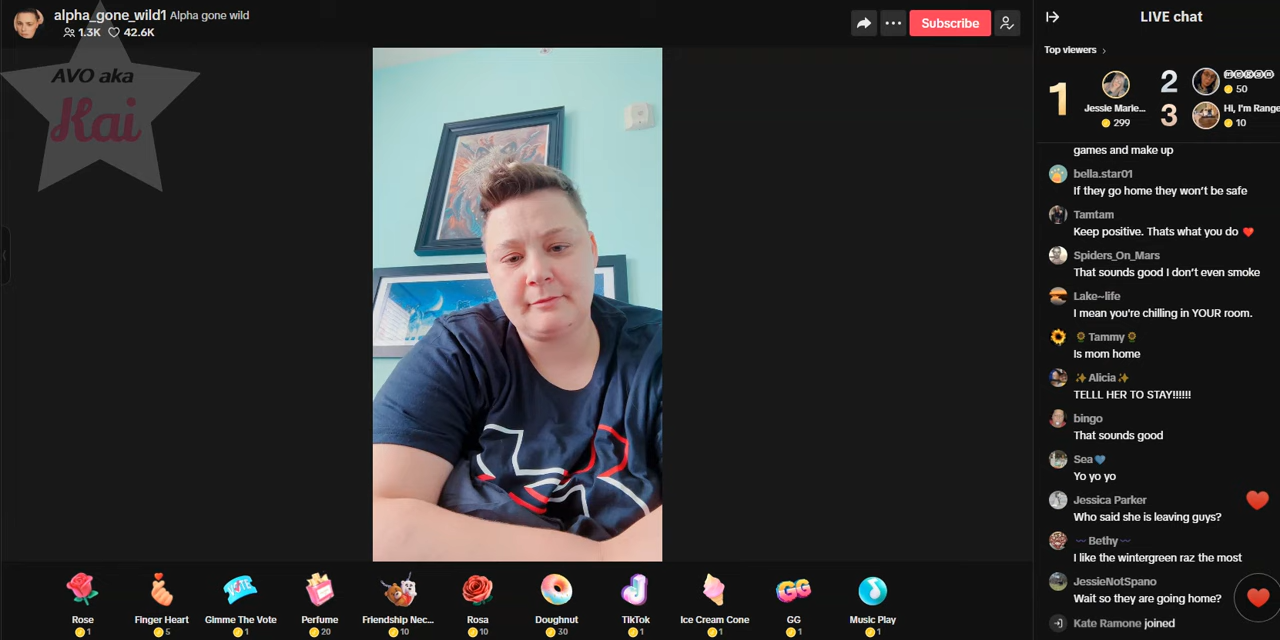 alpha_gone_wild1 Alpha gone wild
1.3K 42.6K
Subscribe
AVO aka
Kai
LIVE chat
Top viewers
1
Jessie Marie...
299
2
50
3
Hi, I'm Range
10
games and make up
bella.star01
If they go home they won't be safe
Tamtam
Keep positive. Thats what you do ❤️
Spiders_On_Mars
That sounds good I don't even smoke
Lake~life
I mean you're chilling in YOUR room.
🌻Tammy🌻
Is mom home
✨Alicia✨
TELLL HER TO STAY!!!!!!
bingo
That sounds good
Sea💙
Yo yo yo
Jessica Parker
Who said she is leaving guys?
〰️Bethy〰️
I like the wintergreen raz the most
JessieNotSpano
Wait so they are going home?
Kate Ramone joined
VOTE
GG
Rose
1
Finger Heart
5
Gimme The Vote
1
Perfume
20
Friendship Nec...
10
Rosa
10
Doughnut
30
TikTok
1
Ice Cream Cone
1
GG
1
Music Play
1